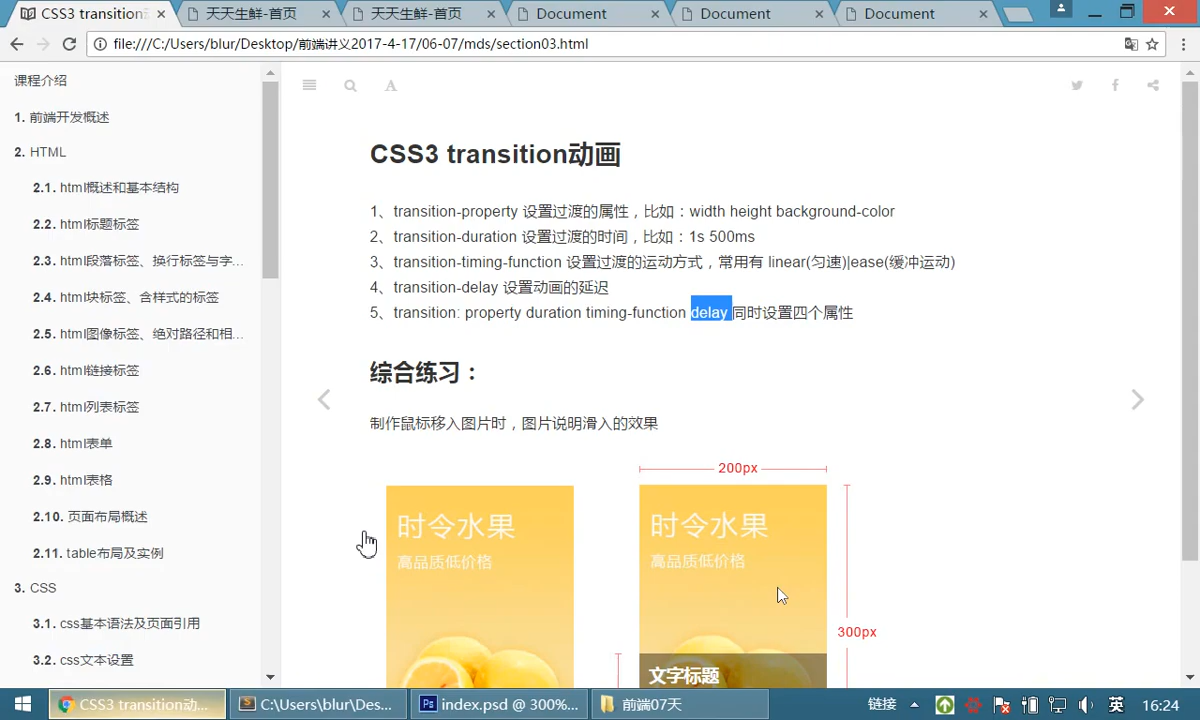 CSS3 transition动
天天生鲜-首页
天天生鲜-首页
Document
Document
Document
file:///C:/Users/blur/Desktop/前端讲义2017-4-17/06-07/mds/section03.html
课程介绍
1. 前端开发概述
2. HTML
2.1. html概述和基本结构
2.2. html标题标签
2.3. html段落标签、换行标签与字...
2.4. html块标签、含样式的标签
2.5. html图像标签、绝对路径和相...
2.6. html链接标签
2.7. html列表标签
2.8. html表单
2.9. html表格
2.10. 页面布局概述
2.11. table布局及实例
3. CSS
3.1. css基本语法及页面引用
3.2. css文本设置
A
CSS3 transition动画
1、transition-property 设置过渡的属性，比如：width height background-color
2、transition-duration 设置过渡的时间，比如：1s 500ms
3、transition-timing-function 设置过渡的运动方式，常用有 linear(匀速)|ease(缓冲运动)
4、transition-delay 设置动画的延迟
5、transition: property duration timing-function delay 同时设置四个属性
综合练习：
制作鼠标移入图片时，图片说明滑入的效果
200px
时令水果
高品质低价格
时令水果
高品质低价格
300px
文字标题
CSS3 transition动...
C:\Users\blur\Des...
index.psd @ 300%...
前端07天
链接
英
16:24